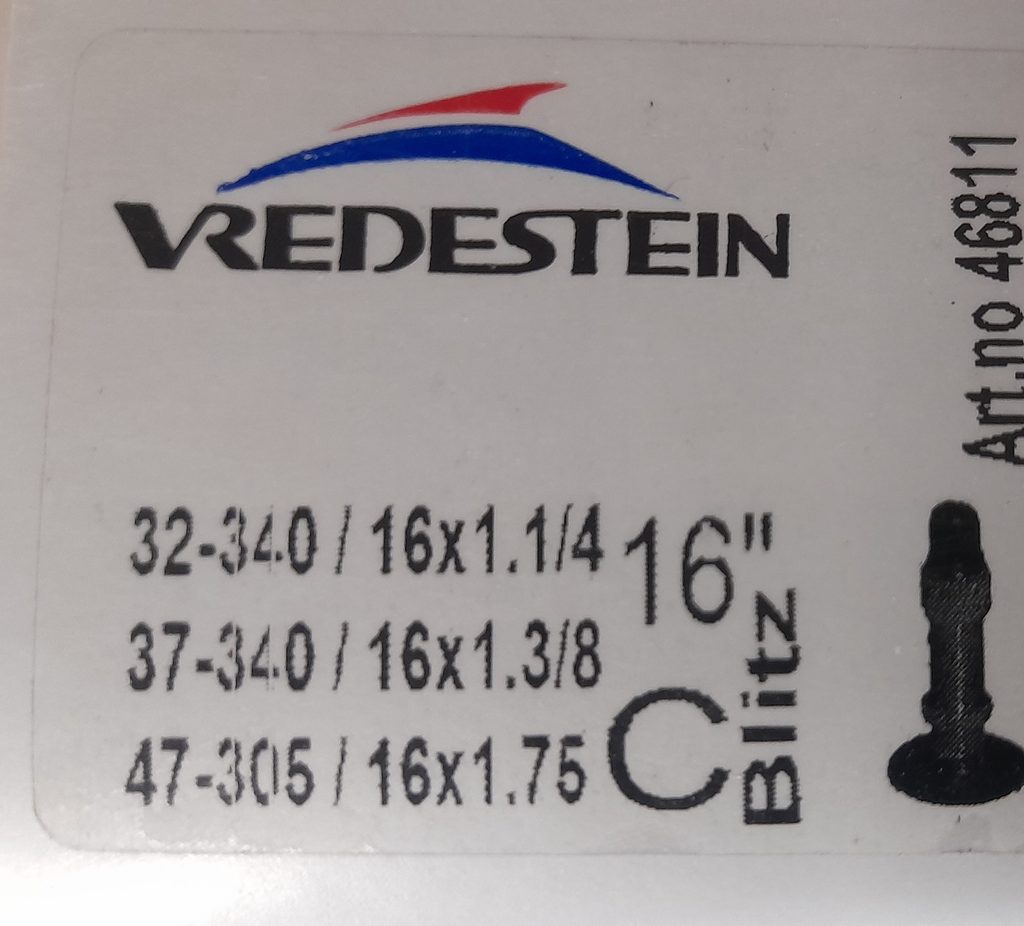 VREDESTEIN
32-340 / 16x1.1/4
37-340 / 16x1.3/8
47-305 / 16x1.75
16"
C
Blitz
Art.no 46811